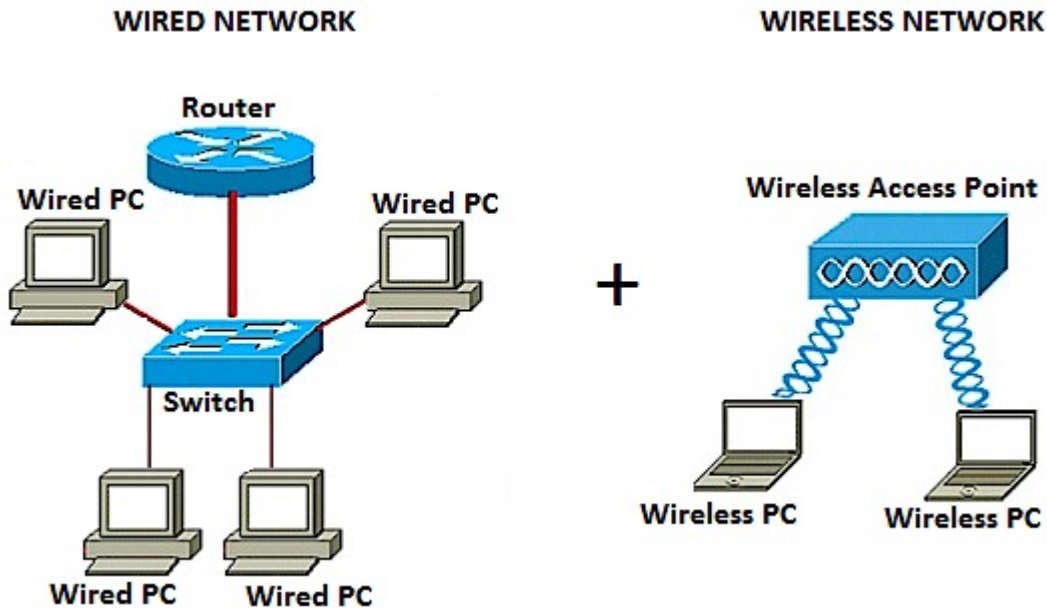 WIRED NETWORK
WIRELESS NETWORK
Router
Wired PC
Wired PC
Wireless Access Point
+
Switch
Wireless PC
Wireless PC
Wired PC
Wired PC